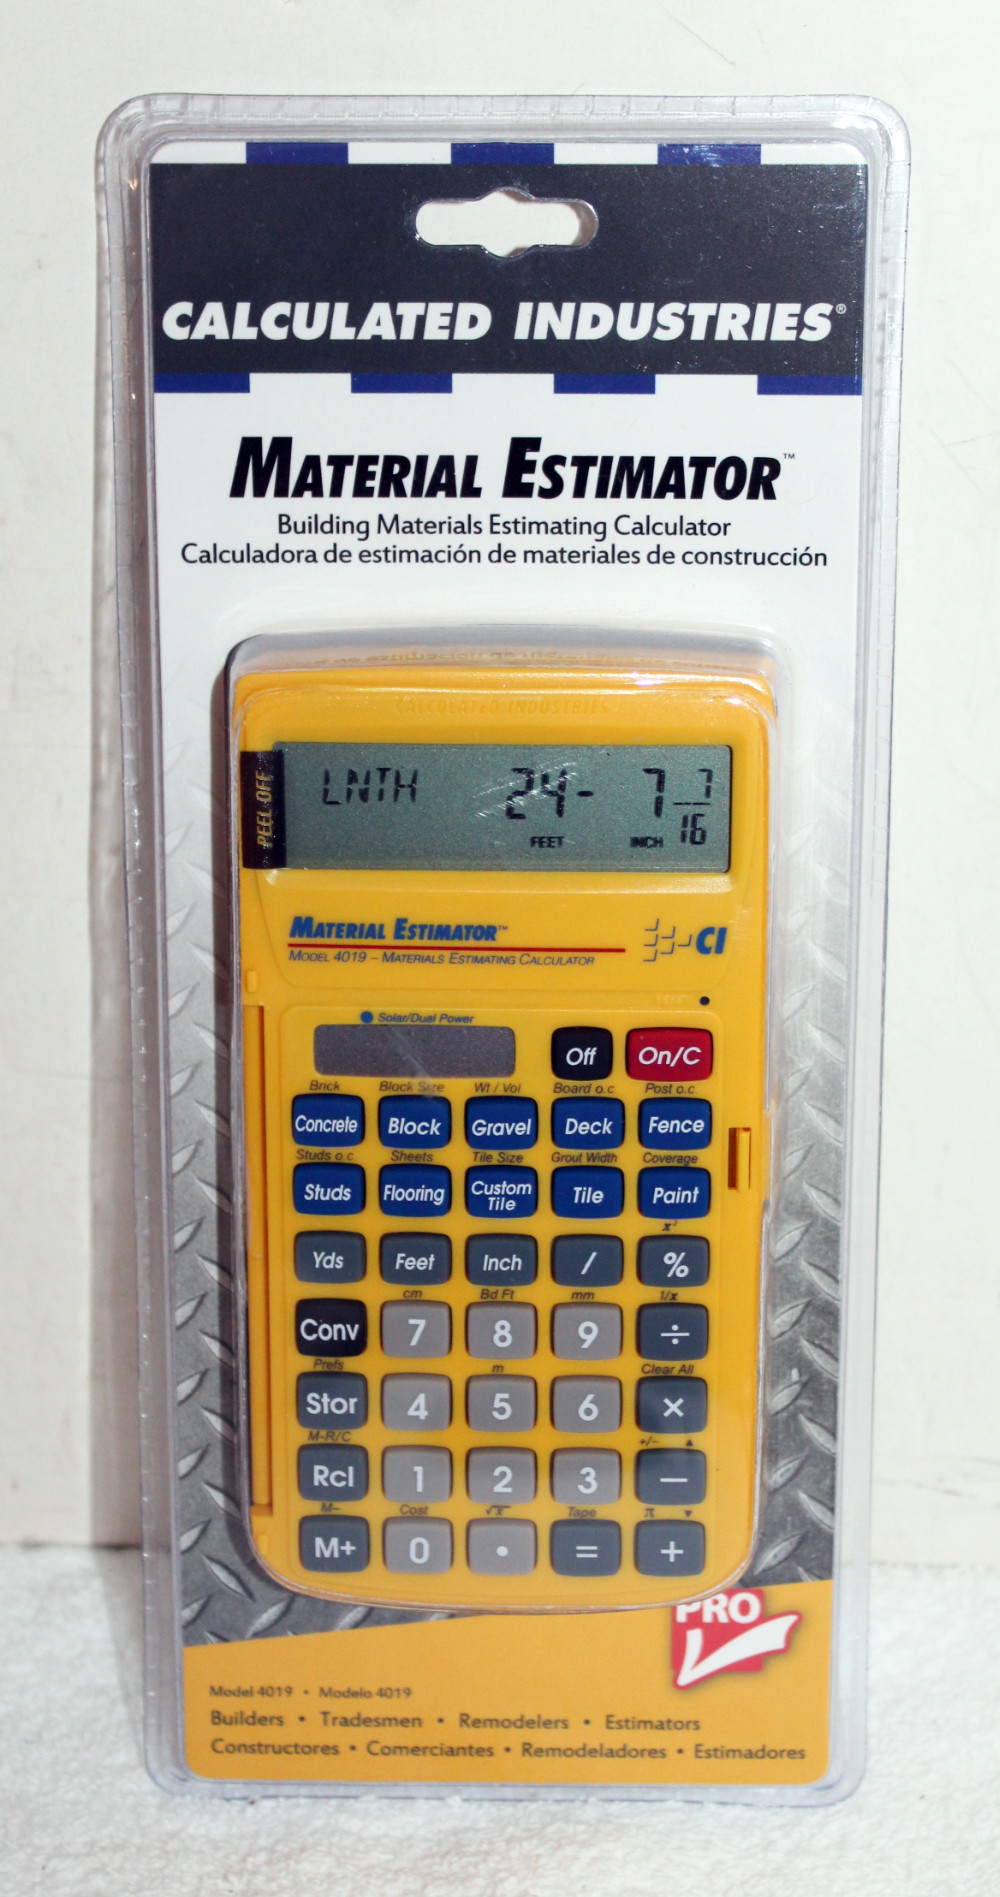 CALCULATED INDUSTRIES®
MATERIAL ESTIMATOR™
Building Materials Estimating Calculator
Calculadora de estimación de materiales de construcción
CALCULATED INDUSTRIES
PEEL OFF
LNTH 24- 7 7/16
FEET INCH
MATERIAL ESTIMATOR™
CI
MODEL 4019 – MATERIALS ESTIMATING CALCULATOR
Solar/Dual Power
Off On/C
Brick Block Size Wt / Vol Board o.c Post o.c
Concrete Block Gravel Deck Fence
Studs o.c Sheets Tile Size Grout Width Coverage
Studs Flooring Custom Tile Tile Paint
x²
Yds Feet Inch / %
cm Bd Ft mm 1/x
Conv 7 8 9 ÷
Prefs m Clear All
Stor 4 5 6 ×
M-R/C +/– ▲
Rcl 1 2 3 −
M– Cost √x Tape π ▼
M+ 0 • = +
PRO
Model 4019 • Modelo 4019
Builders • Tradesmen • Remodelers • Estimators
Constructores • Comerciantes • Remodeladores • Estimadores